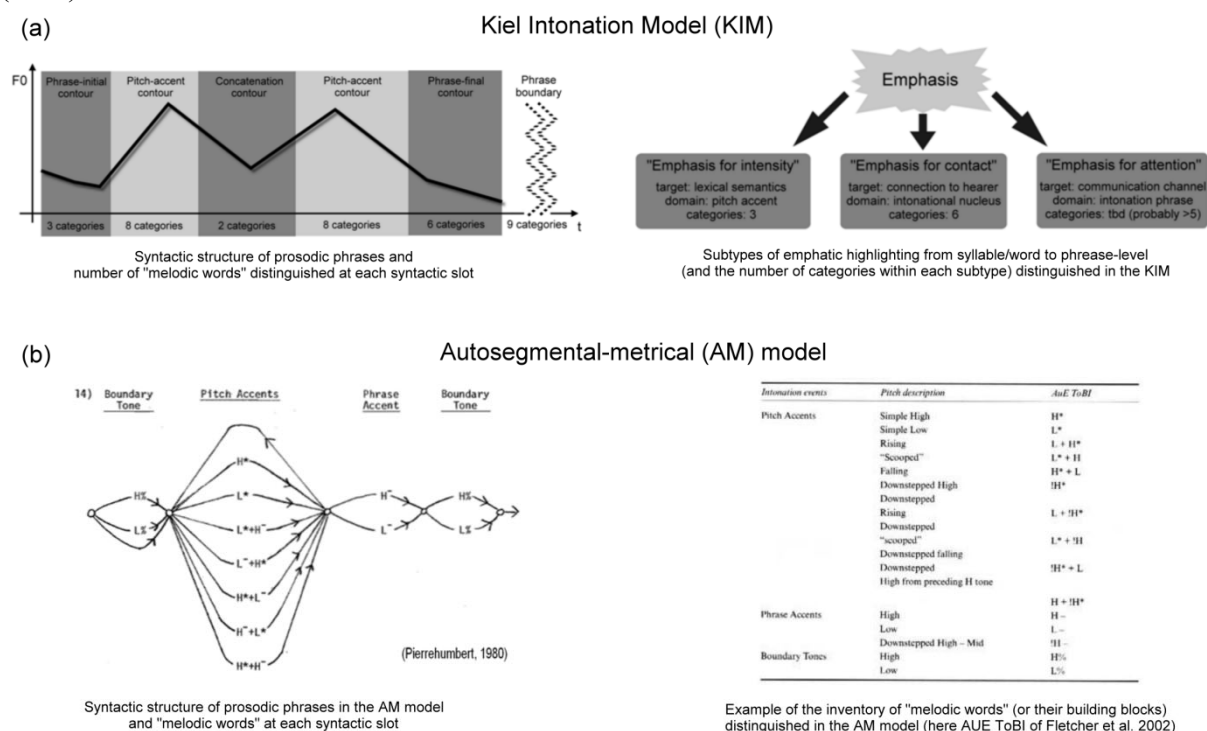 (a)
Kiel Intonation Model (KIM)
F0
Phrase-initial
contour
Pitch-accent
contour
Concatenation
contour
Pitch-accent
contour
Phrase-final
contour
Phrase
boundary
3 categories
8 categories
2 categories
8 categories
6 categories
9 categories
t
Syntactic structure of prosodic phrases and
number of "melodic words" distinguished at each syntactic slot
Emphasis
"Emphasis for intensity"
target: lexical semantics
domain: pitch accent
categories: 3
"Emphasis for contact"
target: connection to hearer
domain: intonational nucleus
categories: 6
"Emphasis for attention"
target: communication channel
domain: intonation phrase
categories: tbd (probably >5)
Subtypes of emphatic highlighting from syllable/word to phrease-level
(and the number of categories within each subtype) distinguished in the KIM
(b)
Autosegmental-metrical (AM) model
14) Boundary
Tone
Pitch Accents
Phrase
Accent
Boundary
Tone
H%
L%
H*
L*
L*+H-
L-+H*
H*+L-
H-+L*
H*+H-
H-
L-
H%
L%
(Pierrehumbert, 1980)
Syntactic structure of prosodic phrases in the AM model
and "melodic words" at each syntactic slot
Intonation events Pitch description AuE ToBI
Pitch Accents Simple High H*
Simple Low L*
Rising L + H*
"Scooped" L* + H
Falling H* + L
Downstepped High !H*
Downstepped
Rising L + !H*
Downstepped
"scooped" L* + !H
Downstepped falling
Downstepped !H* + L
High from preceding H tone
H + !H*
Phrase Accents High H –
Low L –
Downstepped High – Mid !H –
Boundary Tones High H%
Low L%
Example of the inventory of "melodic words" (or their building blocks)
distinguished in the AM model (here AUE ToBI of Fletcher et al. 2002)